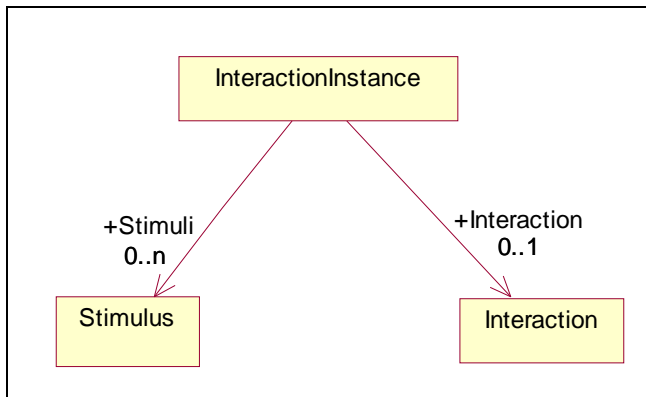 InteractionInstance
+Stimuli
0..n
+Interaction
0..1
Stimulus
Interaction